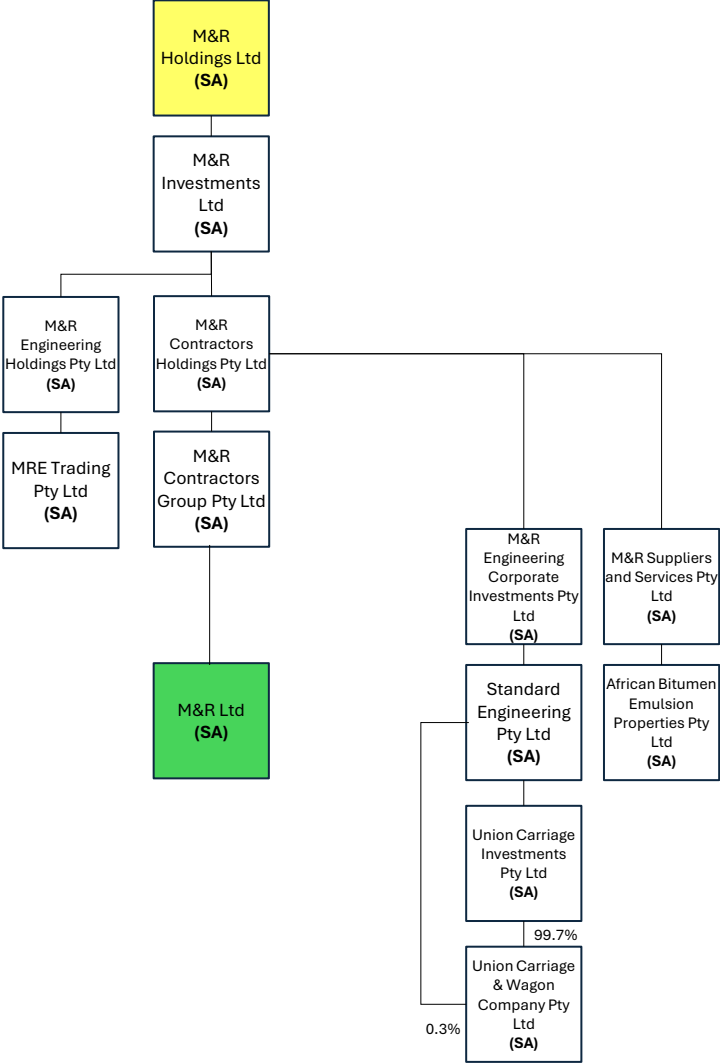 M&R
Holdings Ltd
(SA)
M&R
Investments
Ltd
(SA)
M&R
Engineering
Holdings Pty Ltd
(SA)
M&R
Contractors
Holdings Pty Ltd
(SA)
MRE Trading
Pty Ltd
(SA)
M&R
Contractors
Group Pty Ltd
(SA)
M&R
Engineering
Corporate
Investments Pty
Ltd
(SA)
M&R Suppliers
and Services Pty
Ltd
(SA)
M&R Ltd
(SA)
Standard
Engineering
Pty Ltd
(SA)
African Bitumen
Emulsion
Properties Pty
Ltd
(SA)
Union Carriage
Investments
Pty Ltd
(SA)
99.7%
Union Carriage
& Wagon
Company Pty
Ltd
(SA)
0.3%